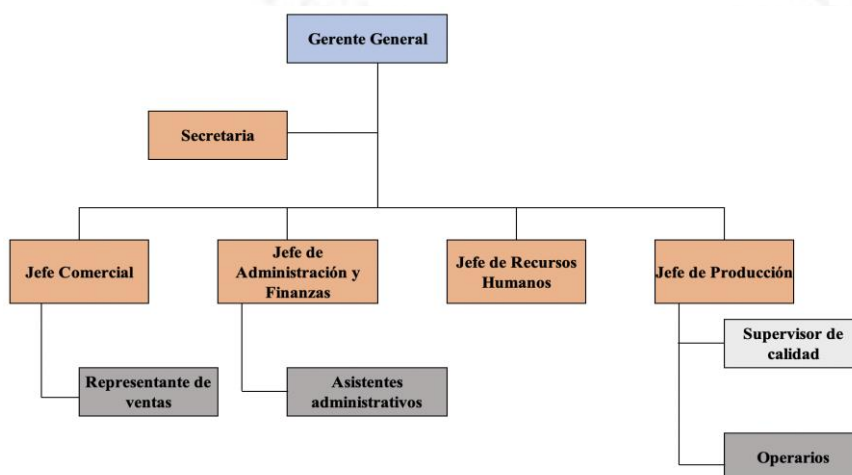 Gerente General
Secretaria
Jefe Comercial
Jefe de
Administración y
Finanzas
Jefe de Recursos
Humanos
Jefe de Producción
Supervisor de
calidad
Representante de
ventas
Asistentes
administrativos
Operarios